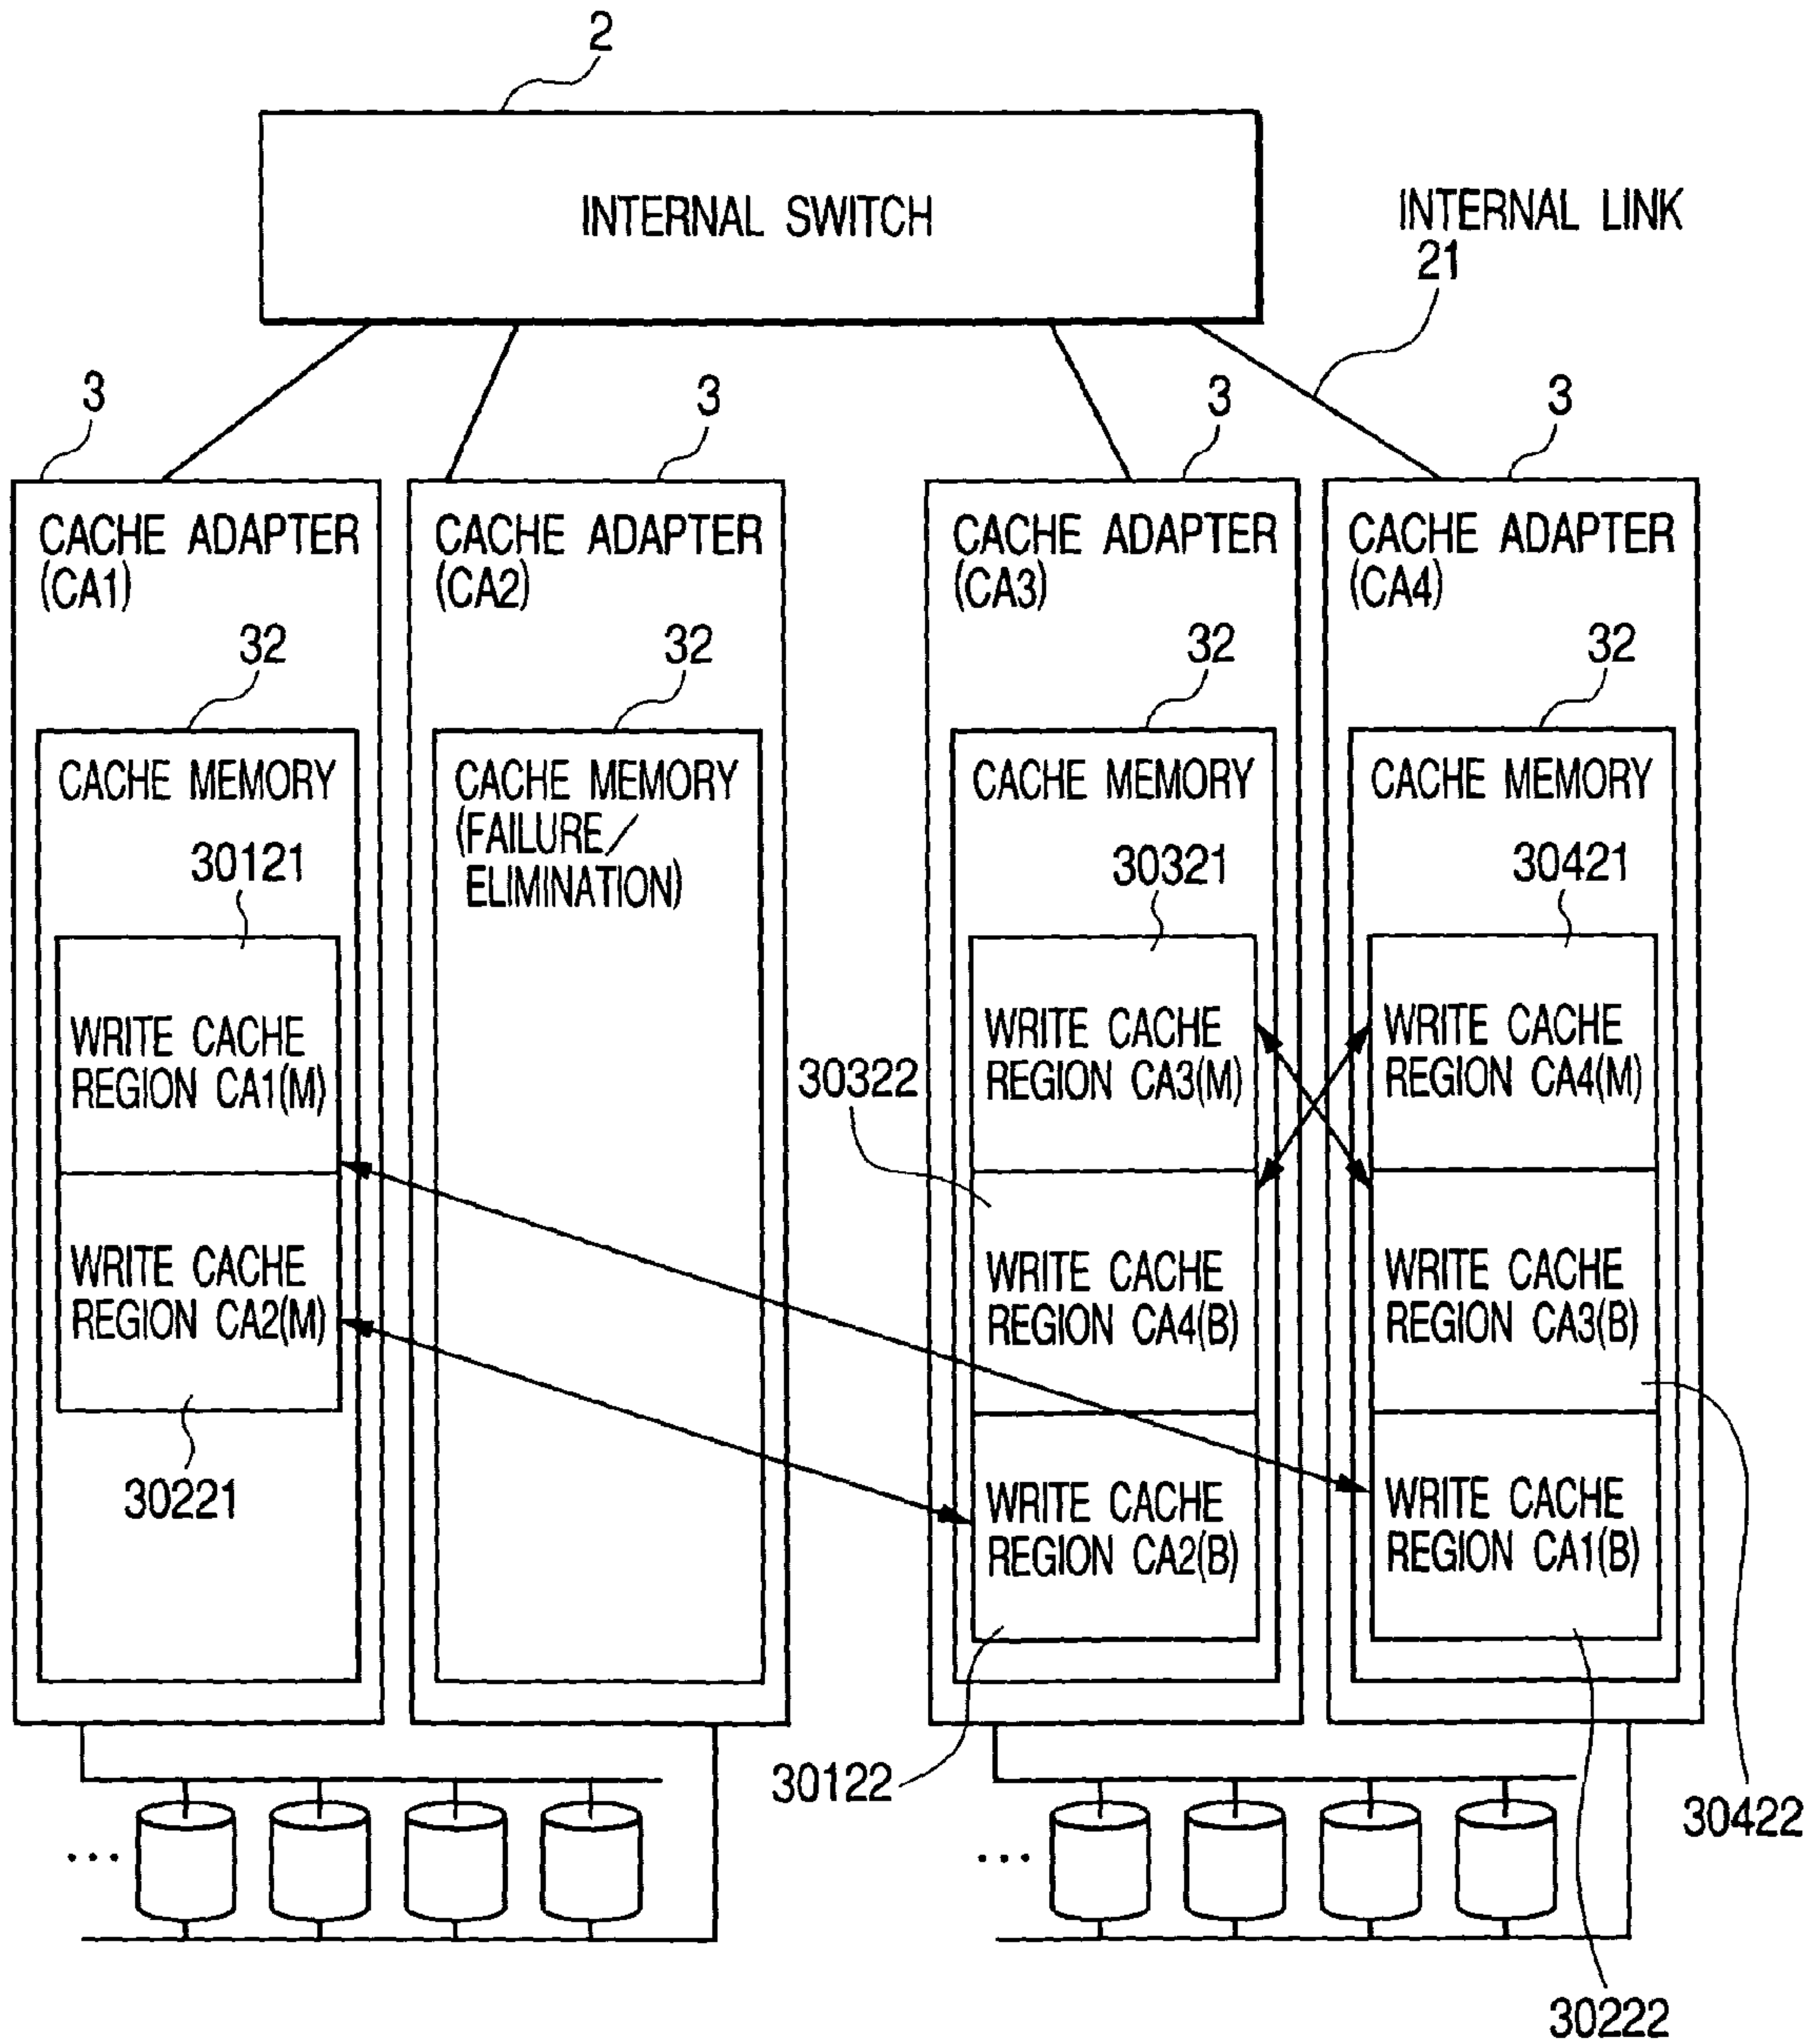 2
INTERNAL SWITCH
INTERNAL LINK
21
3
3
3
3
CACHE ADAPTER
(CA1)
CACHE ADAPTER
(CA2)
CACHE ADAPTER
(CA3)
CACHE ADAPTER
(CA4)
32
32
32
32
CACHE MEMORY
30121
WRITE CACHE
REGION CA1(M)
WRITE CACHE
REGION CA2(M)
30221
CACHE MEMORY
(FAILURE/
ELIMINATION)
CACHE MEMORY
30321
WRITE CACHE
REGION CA3(M)
30322
WRITE CACHE
REGION CA4(B)
WRITE CACHE
REGION CA2(B)
30122
CACHE MEMORY
30421
WRITE CACHE
REGION CA4(M)
WRITE CACHE
REGION CA3(B)
WRITE CACHE
REGION CA1(B)
30422
30222
...
...